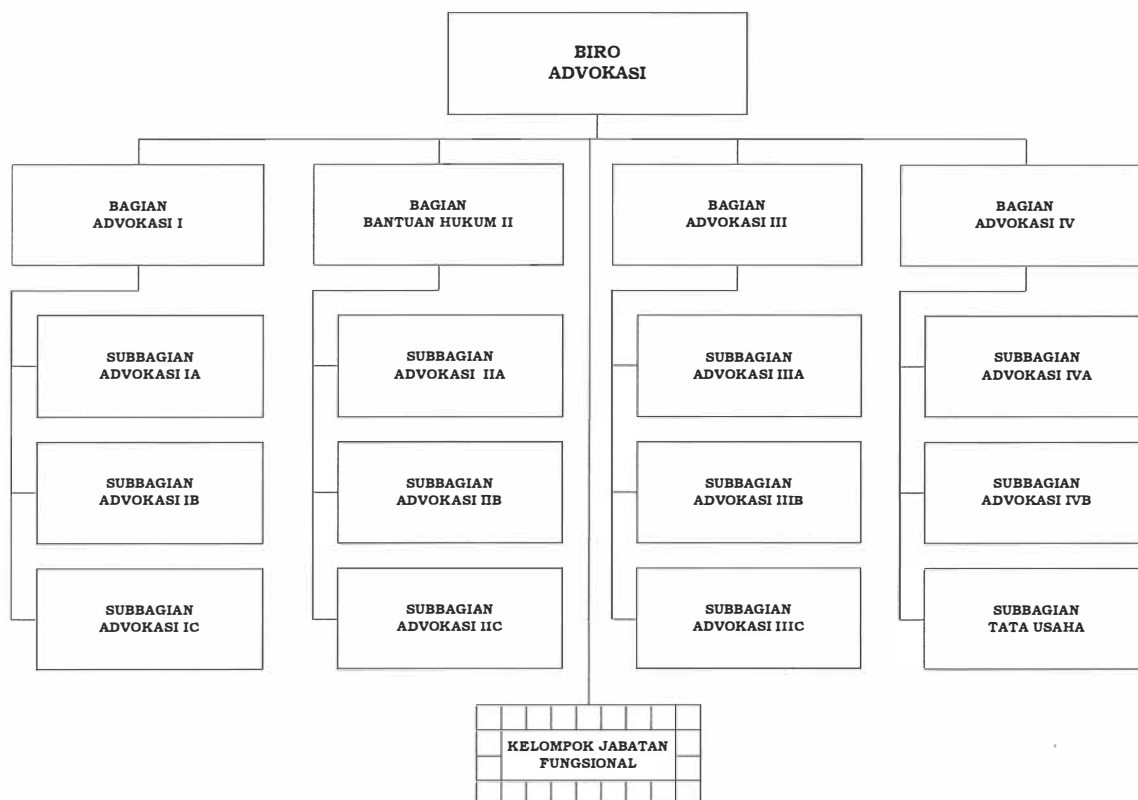 BIRO
ADVOKASI
BAGIAN
ADVOKASI I
BAGIAN
BANTUAN HUKUM II
BAGIAN
ADVOKASI III
BAGIAN
ADVOKASI IV
SUBBAGIAN
ADVOKASI IA
SUBBAGIAN
ADVOKASI IIA
SUBBAGIAN
ADVOKASI IIIA
SUBBAGIAN
ADVOKASI IVA
SUBBAGIAN
ADVOKASI IB
SUBBAGIAN
ADVOKASI IIB
SUBBAGIAN
ADVOKASI IIIB
SUBBAGIAN
ADVOKASI IVB
SUBBAGIAN
ADVOKASI IC
SUBBAGIAN
ADVOKASI IIC
SUBBAGIAN
ADVOKASI IIIC
SUBBAGIAN
TATA USAHA
KELOMPOK JABATAN
FUNGSIONAL